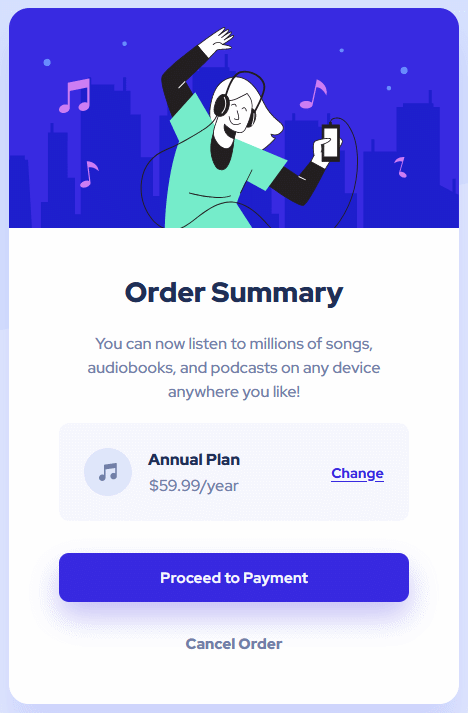 Order Summary
You can now listen to millions of songs,
audiobooks, and podcasts on any device
anywhere you like!
Annual Plan
$59.99/year
Change
Proceed to Payment
Cancel Order